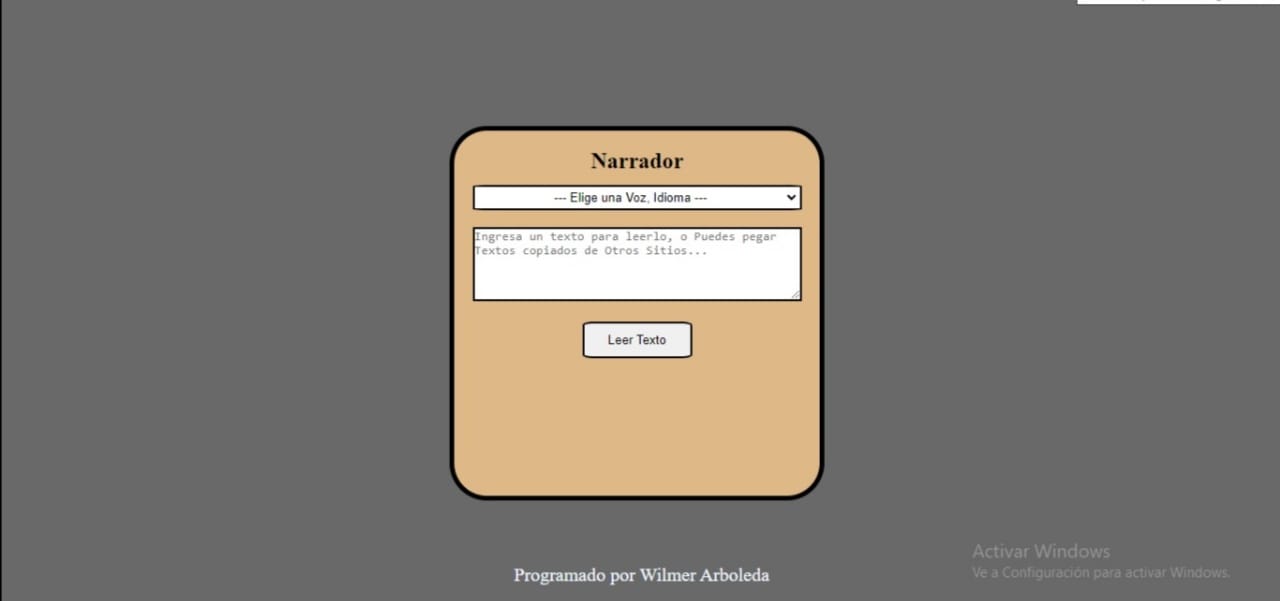 Narrador
--- Elige una Voz, Idioma ---
Ingresa un texto para leerlo, o Puedes pegar
Textos copiados de Otros Sitios...
Leer Texto
Programado por Wilmer Arboleda
Activar Windows
Ve a Configuración para activar Windows.